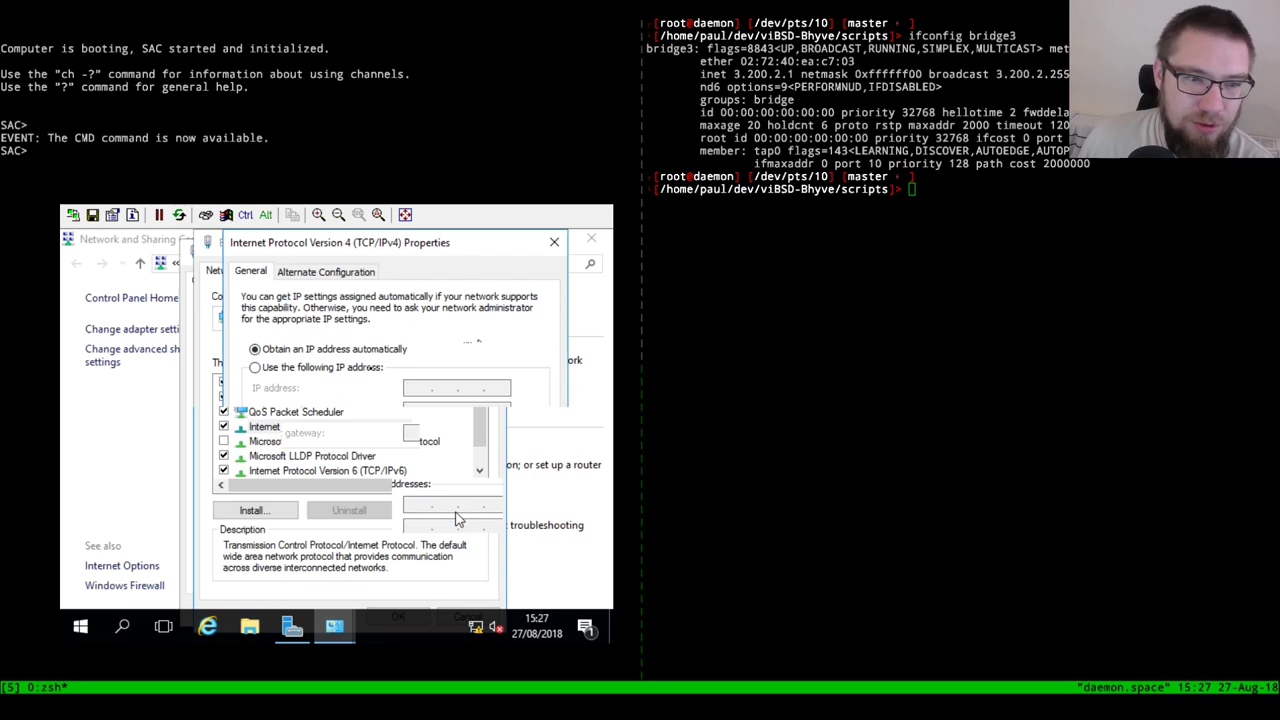 Computer is booting, SAC started and initialized.
Use the "ch -?" command for information about using channels.
Use the "?" command for general help.
SAC>
EVENT: The CMD command is now available.
SAC>
[root@daemon] [/dev/pts/10] [master ⚡ ]
[/home/paul/dev/viBSD-Bhyve/scripts]> ifconfig bridge3
bridge3: flags=8843<UP,BROADCAST,RUNNING,SIMPLEX,MULTICAST> met
ether 02:72:40:ea:c7:03
inet 3.200.2.1 netmask 0xffffff00 broadcast 3.200.2.255
nd6 options=9<PERFORMNUD,IFDISABLED>
groups: bridge
id 00:00:00:00:00:00 priority 32768 hellotime 2 fwddela
maxage 20 holdcnt 6 proto rstp maxaddr 2000 timeout 120
root id 00:00:00:00:00:00 priority 32768 ifcost 0 port
member: tap0 flags=143<LEARNING,DISCOVER,AUTOEDGE,AUTOP
ifmaxaddr 0 port 10 priority 128 path cost 2000000
[root@daemon] [/dev/pts/10] [master ⚡ ]
[/home/paul/dev/viBSD-Bhyve/scripts]>
Ctrl Alt
Network and Sharing
Internet Protocol Version 4 (TCP/IPv4) Properties
General
Alternate Configuration
Control Panel Home
Change adapter setti
Change advanced sh
settings
You can get IP settings assigned automatically if your network supports
this capability. Otherwise, you need to ask your network administrator
for the appropriate IP settings.
Obtain an IP address automatically
Use the following IP address:
IP address:
QoS Packet Scheduler
Internet
gateway:
Microso
tocol
Microsoft LLDP Protocol Driver
Internet Protocol Version 6 (TCP/IPv6)
on; or set up a router
addresses:
Install...
Uninstall
Description
troubleshooting
Transmission Control Protocol/Internet Protocol. The default
wide area network protocol that provides communication
across diverse interconnected networks.
See also
Internet Options
Windows Firewall
OK
Cancel
15:27
27/08/2018
1
[5] 0:zsh*
"daemon.space" 15:27 27-Aug-18